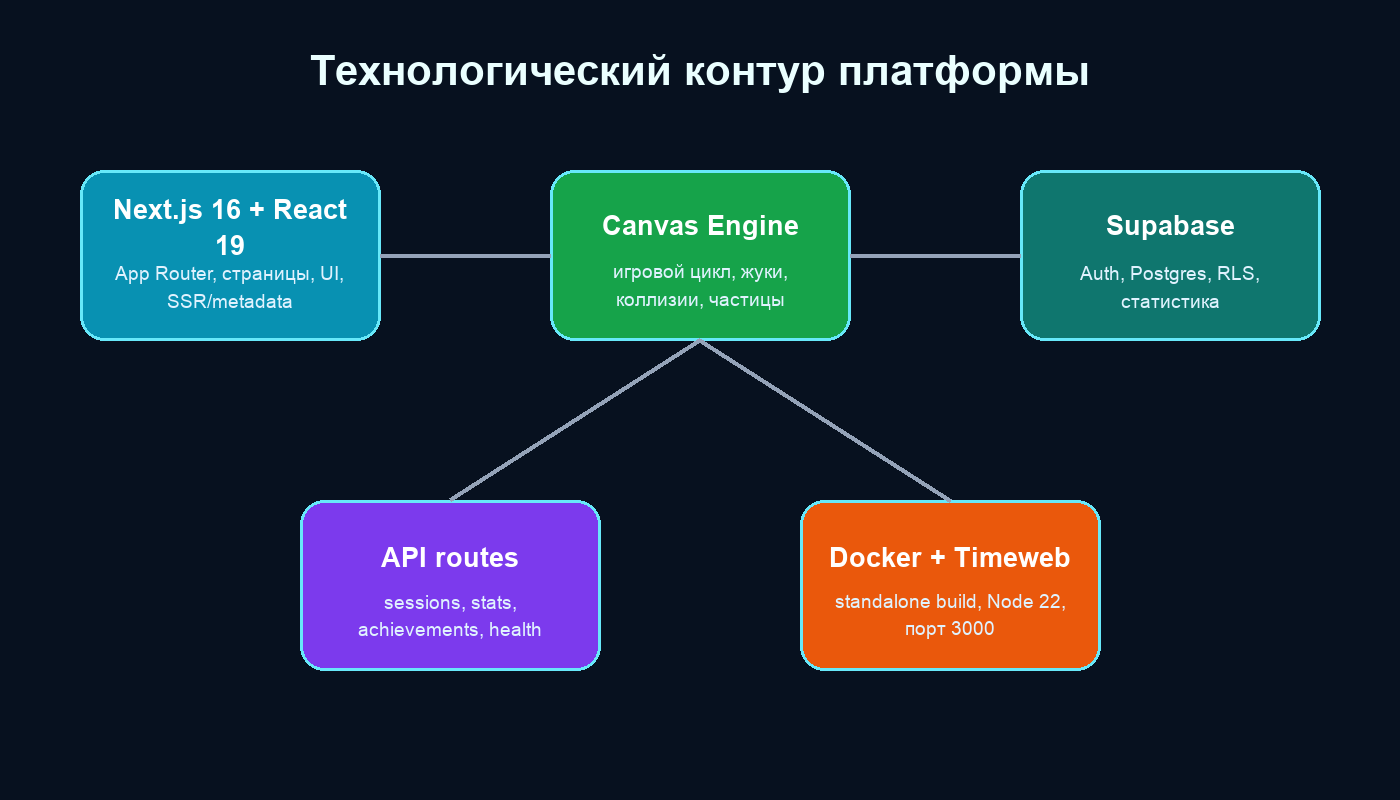 Технологический контур платформы
Next.js 16 + React
19
App Router, страницы, UI,
SSR/metadata
Canvas Engine
игровой цикл, жуки,
коллизии, частицы
Supabase
Auth, Postgres, RLS,
статистика
API routes
sessions, stats,
achievements, health
Docker + Timeweb
standalone build, Node 22,
порт 3000